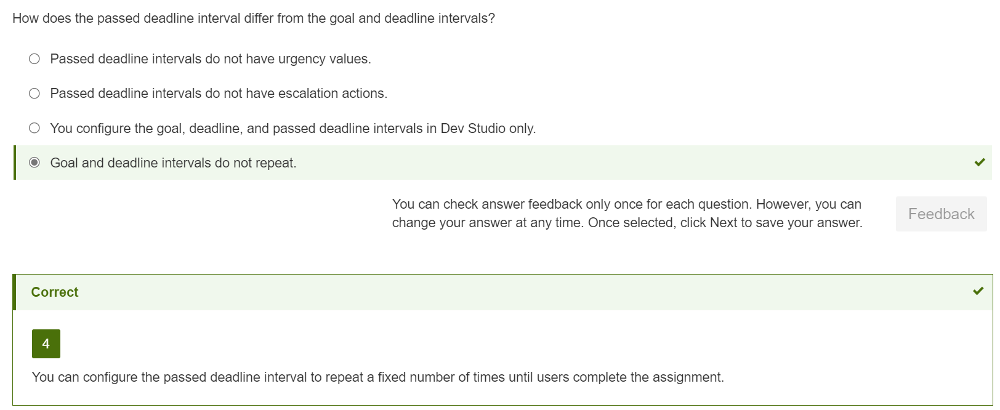 How does the passed deadline interval differ from the goal and deadline intervals?
Passed deadline intervals do not have urgency values.
Passed deadline intervals do not have escalation actions.
You configure the goal, deadline, and passed deadline intervals in Dev Studio only.
Goal and deadline intervals do not repeat.
You can check answer feedback only once for each question. However, you can
change your answer at any time. Once selected, click Next to save your answer.
Feedback
Correct
4
You can configure the passed deadline interval to repeat a fixed number of times until users complete the assignment.